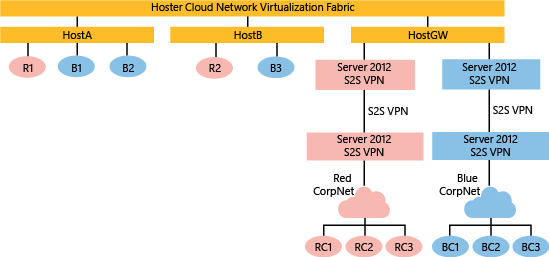 Hoster Cloud Network Virtualization Fabric
HostA
HostB
HostGW
R1
B1
B2
R2
B3
Server 2012
S2S VPN
Server 2012
S2S VPN
S2S VPN
S2S VPN
Server 2012
S2S VPN
Server 2012
S2S VPN
Red
CorpNet
Blue
CorpNet
RC1
RC2
RC3
BC1
BC2
BC3